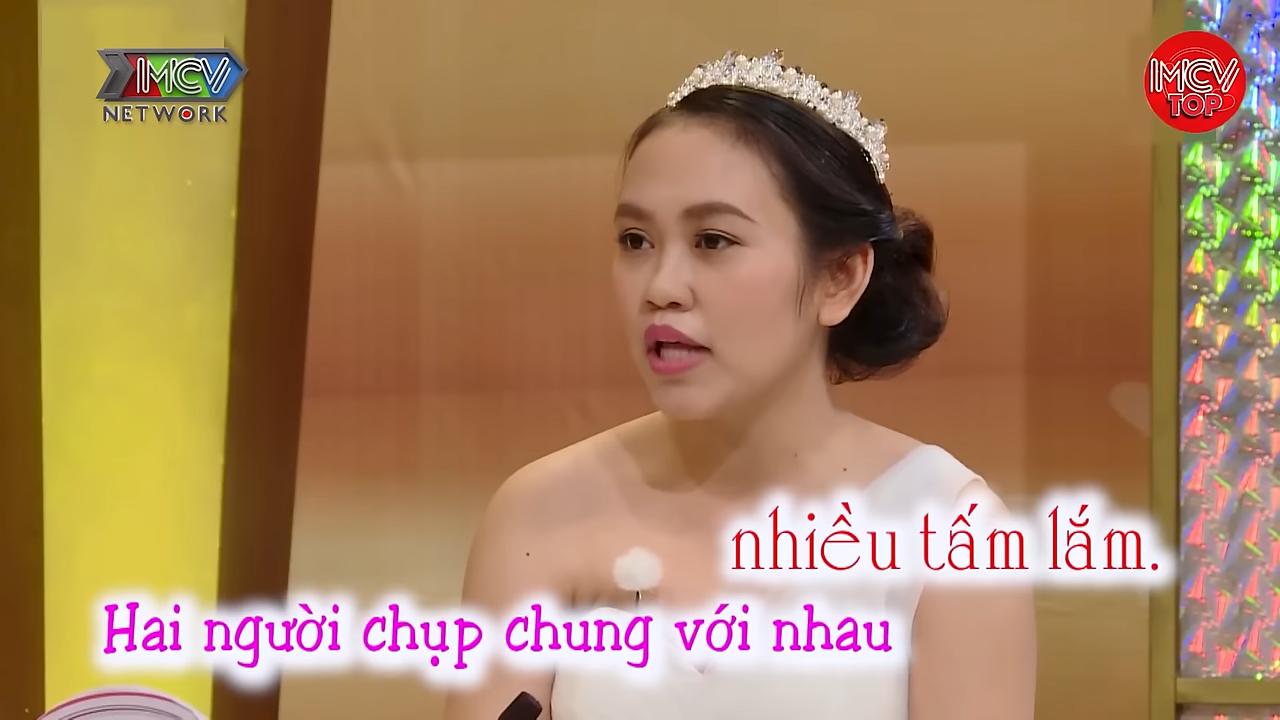 MCV
NETWORK
MCV
TOP
Hai người chụp chung với nhau
nhiều tấm lắm.